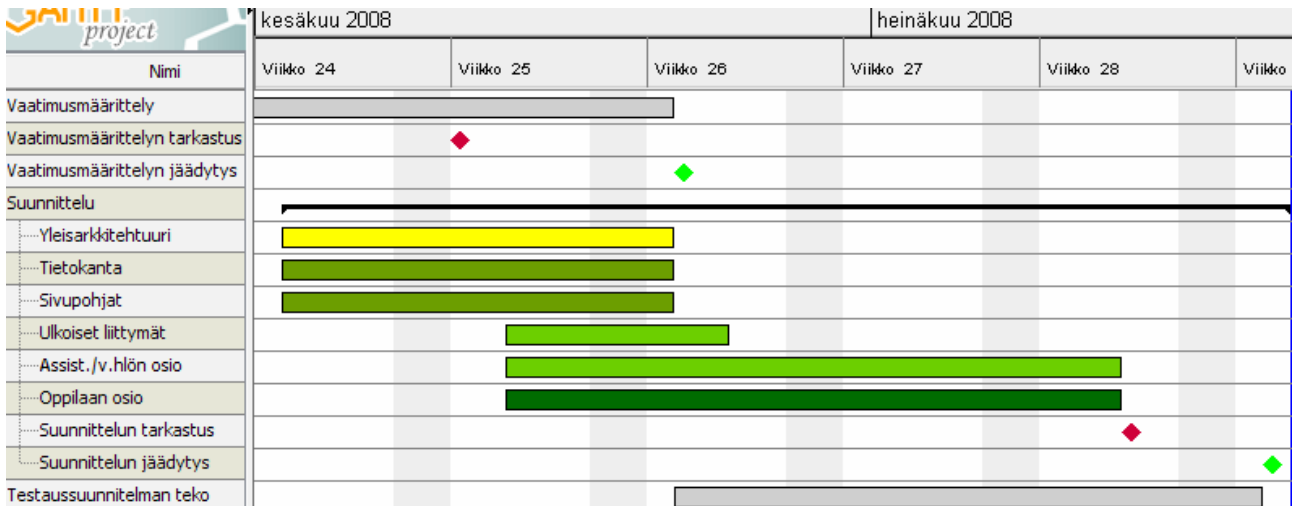 GANTT
project
kesäkuu 2008
heinäkuu 2008
Nimi
Viikko 24
Viikko 25
Viikko 26
Viikko 27
Viikko 28
Viikko
Vaatimusmäärittely
Vaatimusmäärittelyn tarkastus
Vaatimusmäärittelyn jäädytys
Suunnittelu
Yleisarkkitehtuuri
Tietokanta
Sivupohjat
Ulkoiset liittymät
Assist./v.hlön osio
Oppilaan osio
Suunnittelun tarkastus
Suunnittelun jäädytys
Testaussuunnitelman teko